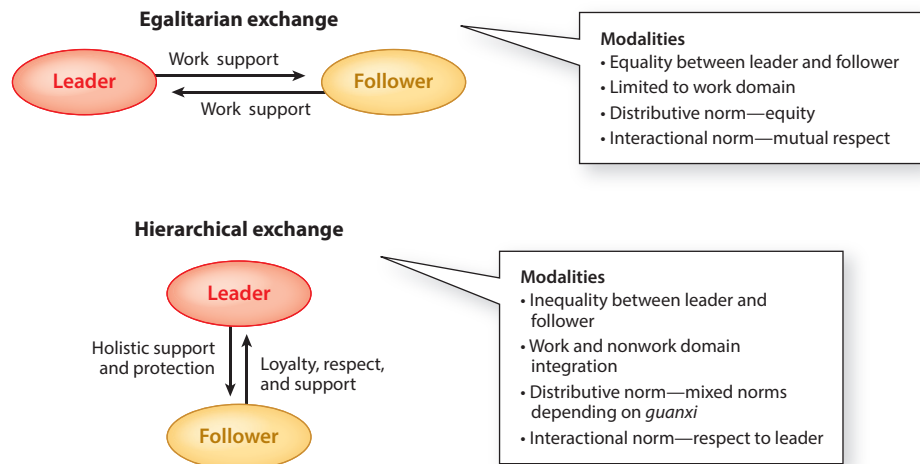 Egalitarian exchange
Leader
Work support
Work support
Follower
Modalities
• Equality between leader and follower
• Limited to work domain
• Distributive norm—equity
• Interactional norm—mutual respect
Hierarchical exchange
Leader
Holistic support
and protection
Loyalty, respect,
and support
Follower
Modalities
• Inequality between leader and
follower
• Work and nonwork domain
integration
• Distributive norm—mixed norms
depending on guanxi
• Interactional norm—respect to leader